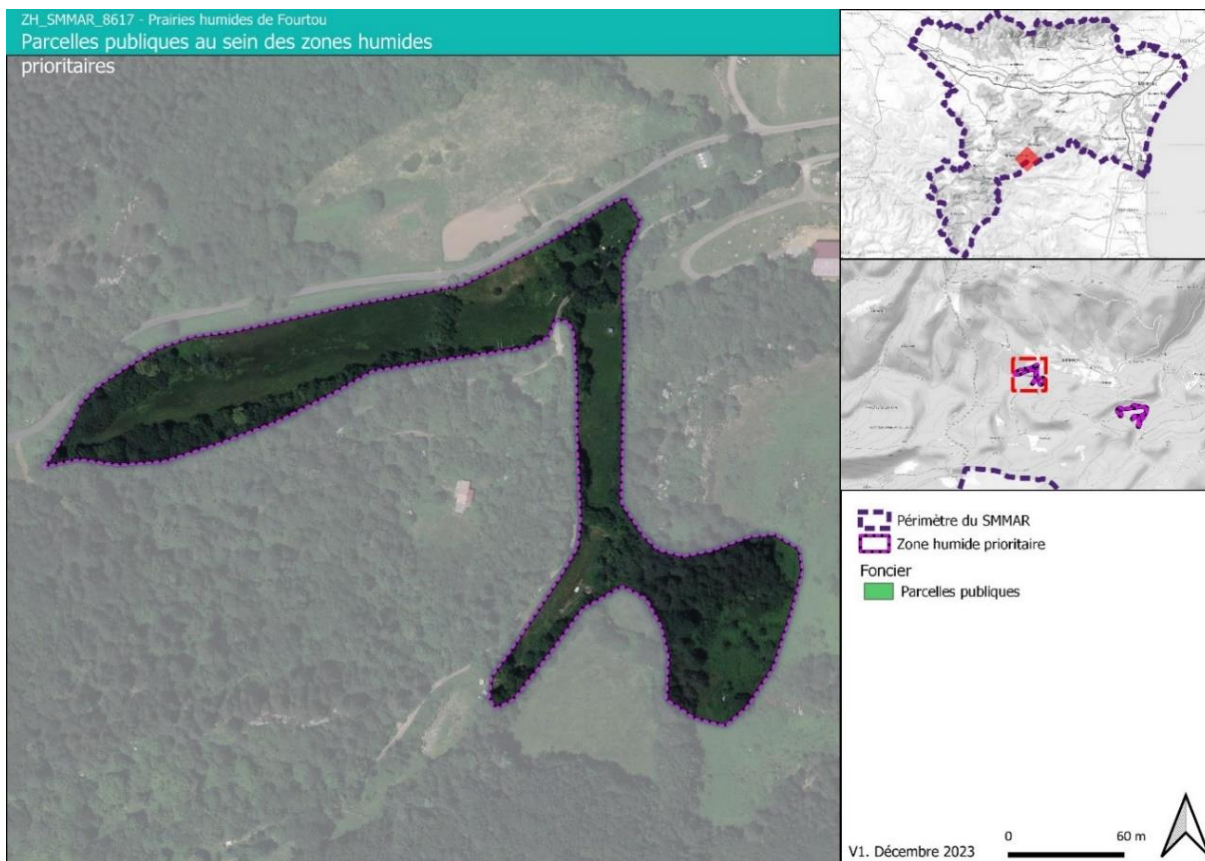 ZH_SMMAR_8617 - Prairies humides de Fourtou
Parcelles publiques au sein des zones humides
prioritaires
Périmètre du SMMAR
Zone humide prioritaire
Foncier
Parcelles publiques
V1. Décembre 2023
0
60 m